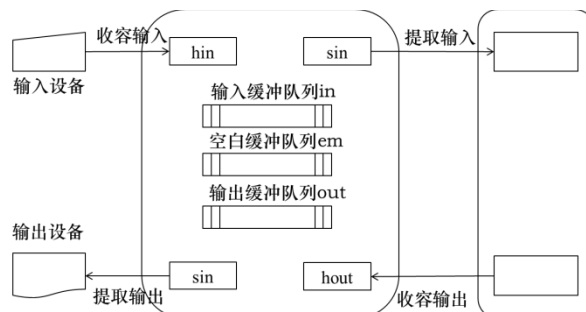 收容输入
提取输入
hin
sin
输入设备
输入缓冲队列in
空白缓冲队列em
输出缓冲队列out
输出设备
sin
hout
提取输出
收容输出